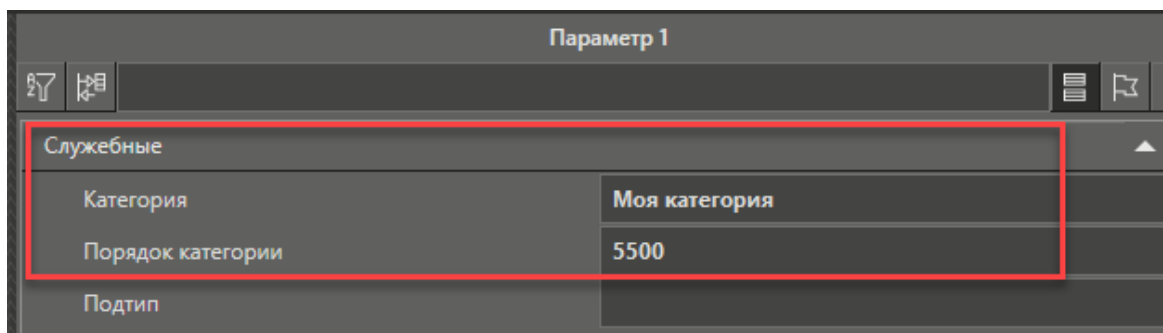 Параметр 1
Служебные
Категория Моя категория
Порядок категории 5500
Подтип